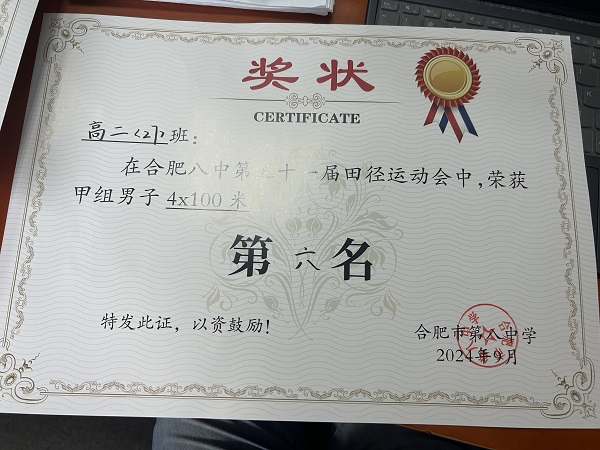 奖状
CERTIFICATE
高二〈21〉班：
在合肥八中第五十一届田径运动会中，荣获
甲组男子 4x100 米
第六名
特发此证，以资鼓励！
合肥市第八中学
2024年9月